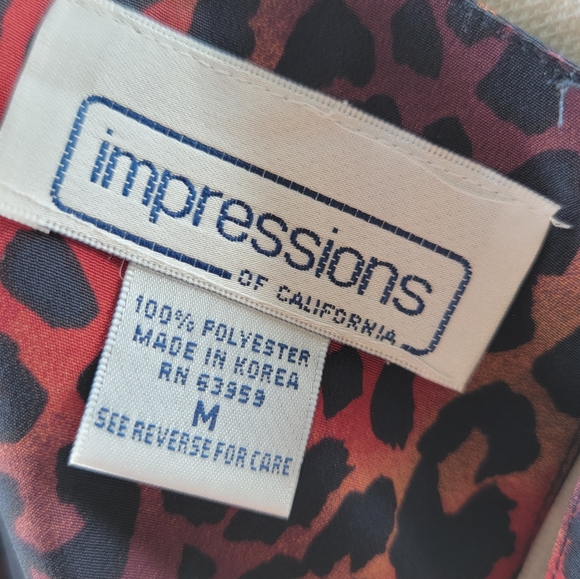 impressions
OF CALIFORNIA
100% POLYESTER
MADE IN KOREA
RN 63959
M
SEE REVERSE FOR CARE